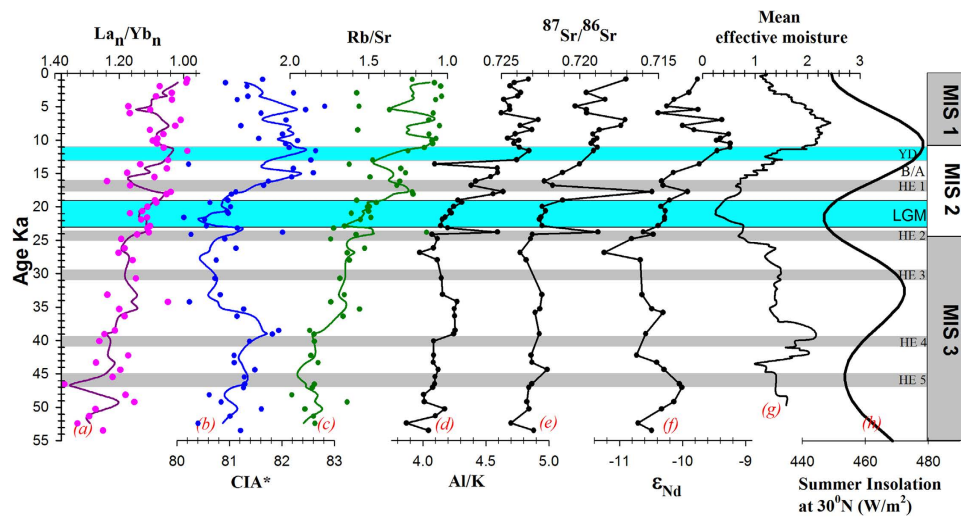 La_n/Yb_n
Rb/Sr
⁸⁷Sr/⁸⁶Sr
Mean
effective moisture
1.40 1.20 1.00
2.0 1.5 1.0
0.725 0.720 0.715
0 1 2 3
Age Ka
0
5
10
15
20
25
30
35
40
45
50
55
YD
B/A
HE 1
LGM
HE 2
HE 3
HE 4
HE 5
MIS 1
MIS 2
MIS 3
(a) (b) (c) (d) (e) (f) (g) (h)
80 81 82 83
4.0 4.5 5.0
-11 -10 -9
440 460 480
CIA*
Al/K
ε_Nd
Summer Insolation
at 30⁰N (W/m²)